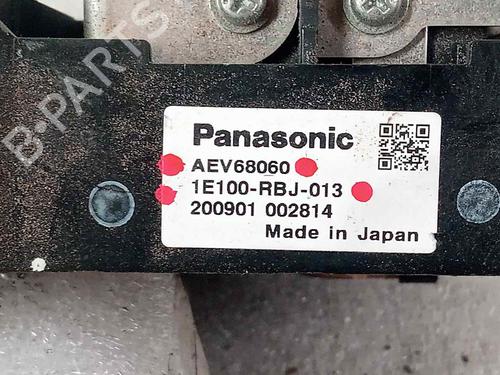 B-PARTS
Panasonic
AEV68060
1E100-RBJ-013
200901 002814
Made in Japan